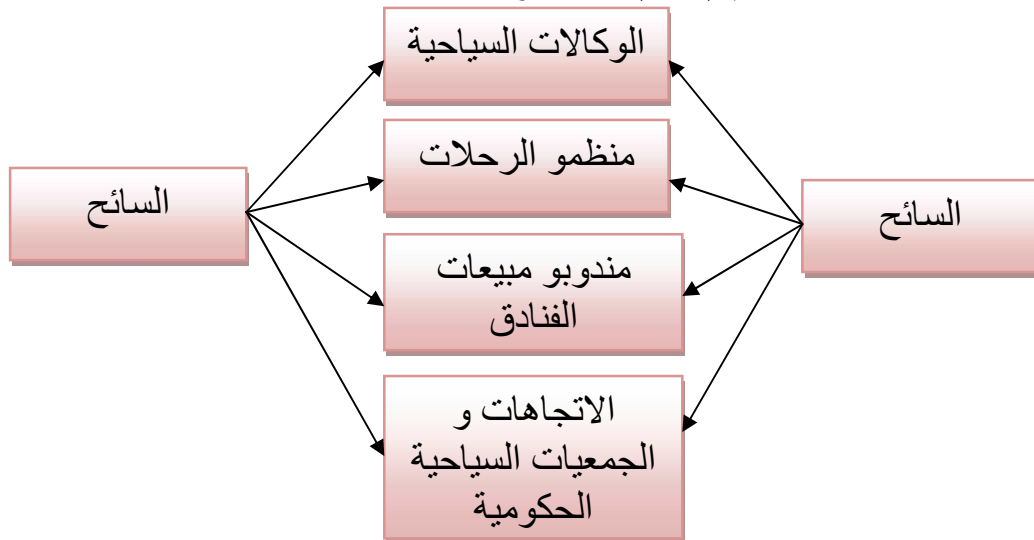 الوكالات السياحية
منظمو الرحلات
السائح
السائح
مندوبو مبيعات
الفنادق
الاتجاهات و
الجمعيات السياحية
الحكومية